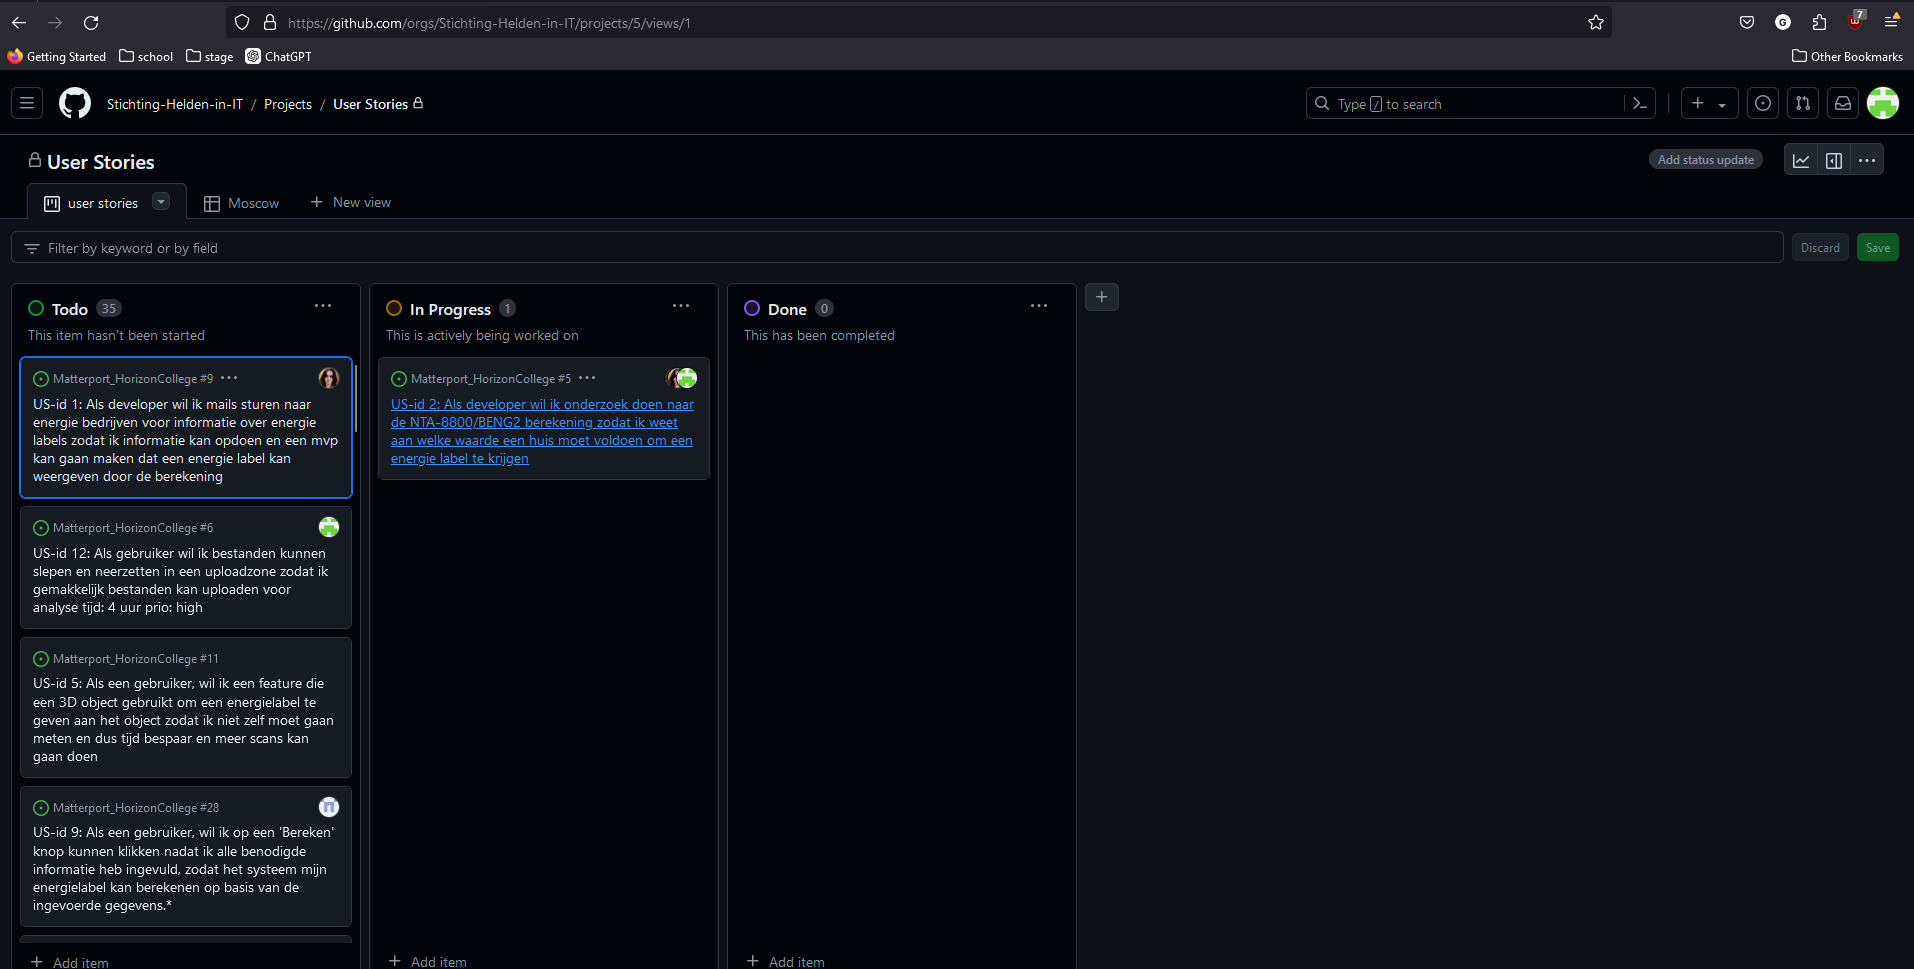 https://github.com/orgs/Stichting-Helden-in-IT/projects/5/views/1
7
Getting Started school stage ChatGPT Other Bookmarks
Stichting-Helden-in-IT / Projects / User Stories
Type / to search
User Stories
Add status update
user stories Moscow + New view
Filter by keyword or by field
Discard Save
Todo 35
This item hasn't been started
Matterport_HorizonCollege #9
US-id 1: Als developer wil ik mails sturen naar
energie bedrijven voor informatie over energie
labels zodat ik informatie kan opdoen en een mvp
kan gaan maken dat een energie label kan
weergeven door de berekening
Matterport_HorizonCollege #6
US-id 12: Als gebruiker wil ik bestanden kunnen
slepen en neerzetten in een uploadzone zodat ik
gemakkelijk bestanden kan uploaden voor
analyse tijd: 4 uur prio: high
Matterport_HorizonCollege #11
US-id 5: Als een gebruiker, wil ik een feature die
een 3D object gebruikt om een energielabel te
geven aan het object zodat ik niet zelf moet gaan
meten en dus tijd bespaar en meer scans kan
gaan doen
Matterport_HorizonCollege #28
US-id 9: Als een gebruiker, wil ik op een 'Bereken'
knop kunnen klikken nadat ik alle benodigde
informatie heb ingevuld, zodat het systeem mijn
energielabel kan berekenen op basis van de
ingevoerde gegevens.*
+ Add item
In Progress 1
This is actively being worked on
Matterport_HorizonCollege #5
US-id 2: Als developer wil ik onderzoek doen naar
de NTA-8800/BENG2 berekening zodat ik weet
aan welke waarde een huis moet voldoen om een
energie label te krijgen
+ Add item
Done 0
This has been completed
+ Add item